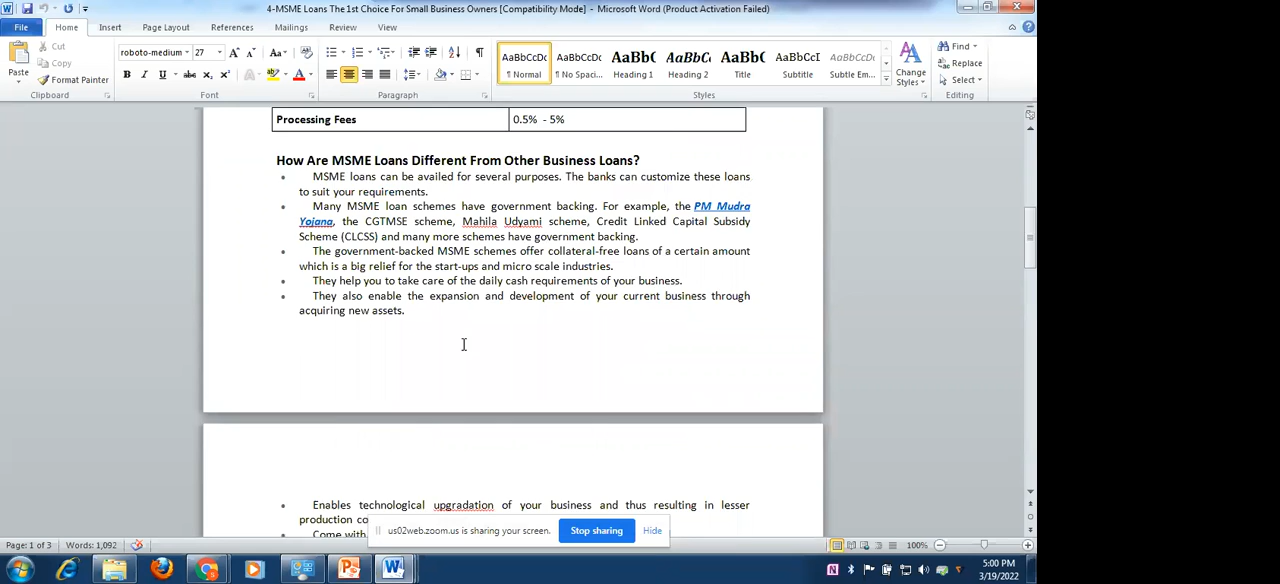 4-MSME Loans The 1st Choice For Small Business Owners [Compatibility Mode] - Microsoft Word (Product Activation Failed)
File Home Insert Page Layout References Mailings Review View
Paste
Cut
Copy
Format Painter
Clipboard
roboto-medium 27
Font
Paragraph
AaBbCcDc AaBbCcDc AaBbC AaBbCc AaBbC AaBbCcI AaBbCcDc
¶ Normal ¶ No Spaci... Heading 1 Heading 2 Title Subtitle Subtle Em...
Styles
Change
Styles
Find
Replace
Select
Editing
Processing Fees 0.5% - 5%
How Are MSME Loans Different From Other Business Loans?
MSME loans can be availed for several purposes. The banks can customize these loans
to suit your requirements.
Many MSME loan schemes have government backing. For example, the PM Mudra
Yojana, the CGTMSE scheme, Mahila Udyami scheme, Credit Linked Capital Subsidy
Scheme (CLCSS) and many more schemes have government backing.
The government-backed MSME schemes offer collateral-free loans of a certain amount
which is a big relief for the start-ups and micro scale industries.
They help you to take care of the daily cash requirements of your business.
They also enable the expansion and development of your current business through
acquiring new assets.
Enables technological upgradation of your business and thus resulting in lesser
production
Come with
us02web.zoom.us is sharing your screen. Stop sharing Hide
Page: 1 of 3 Words: 1,092 100%
5:00 PM
3/19/2022